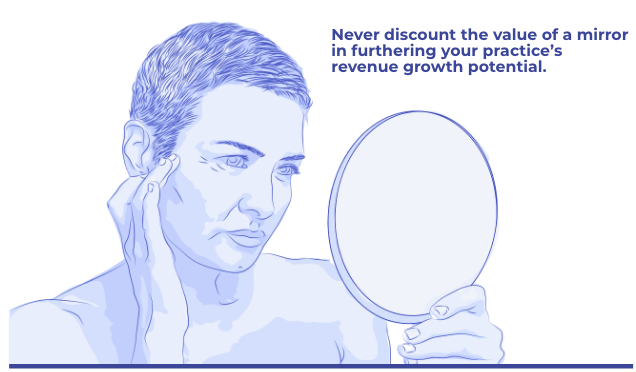 Never discount the value of a mirror
in furthering your practice’s
revenue growth potential.